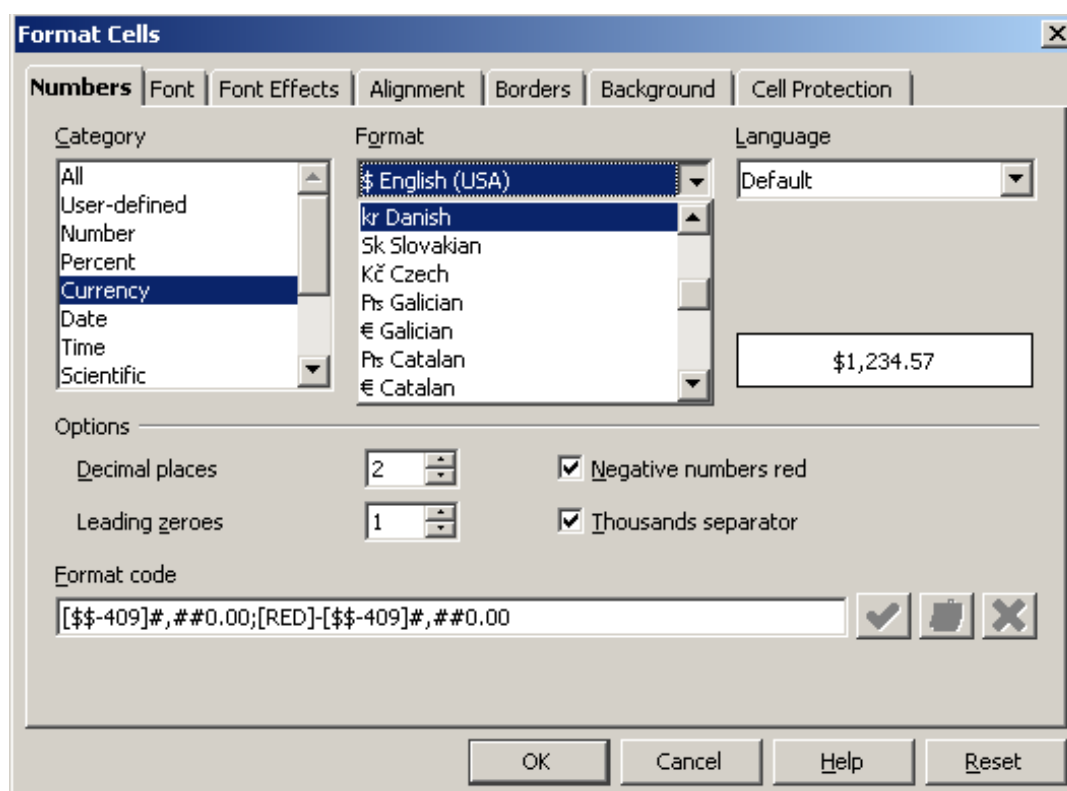 Format Cells
Numbers Font Font Effects Alignment Borders Background Cell Protection
Category
All
User-defined
Number
Percent
Currency
Date
Time
Scientific
Format
$ English (USA)
kr Danish
Sk Slovakian
Kč Czech
₧ Galician
€ Galician
₧ Catalan
€ Catalan
Language
Default
$1,234.57
Options
Decimal places 2
Negative numbers red
Leading zeroes 1
Thousands separator
Format code
[$$-409]#,##0.00;[RED]-[$$-409]#,##0.00
OK Cancel Help Reset